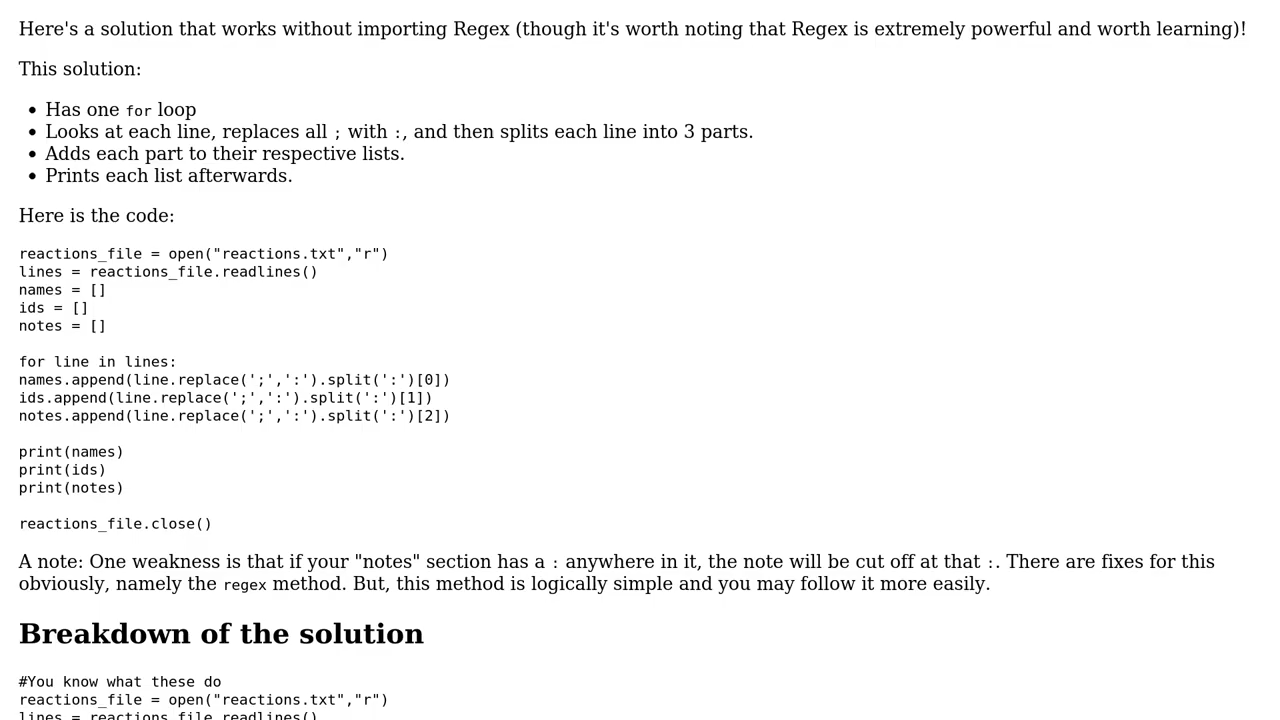 Here's a solution that works without importing Regex (though it's worth noting that Regex is extremely powerful and worth learning)!
This solution:
• Has one for loop
• Looks at each line, replaces all ; with :, and then splits each line into 3 parts.
• Adds each part to their respective lists.
• Prints each list afterwards.
Here is the code:
reactions_file = open("reactions.txt","r")
lines = reactions_file.readlines()
names = []
ids = []
notes = []
for line in lines:
names.append(line.replace(';',':').split(':')[0])
ids.append(line.replace(';',':').split(':')[1])
notes.append(line.replace(';',':').split(':')[2])
print(names)
print(ids)
print(notes)
reactions_file.close()
A note: One weakness is that if your "notes" section has a : anywhere in it, the note will be cut off at that :. There are fixes for this
obviously, namely the regex method. But, this method is logically simple and you may follow it more easily.
Breakdown of the solution
#You know what these do
reactions_file = open("reactions.txt","r")
lines = reactions_file.readlines()